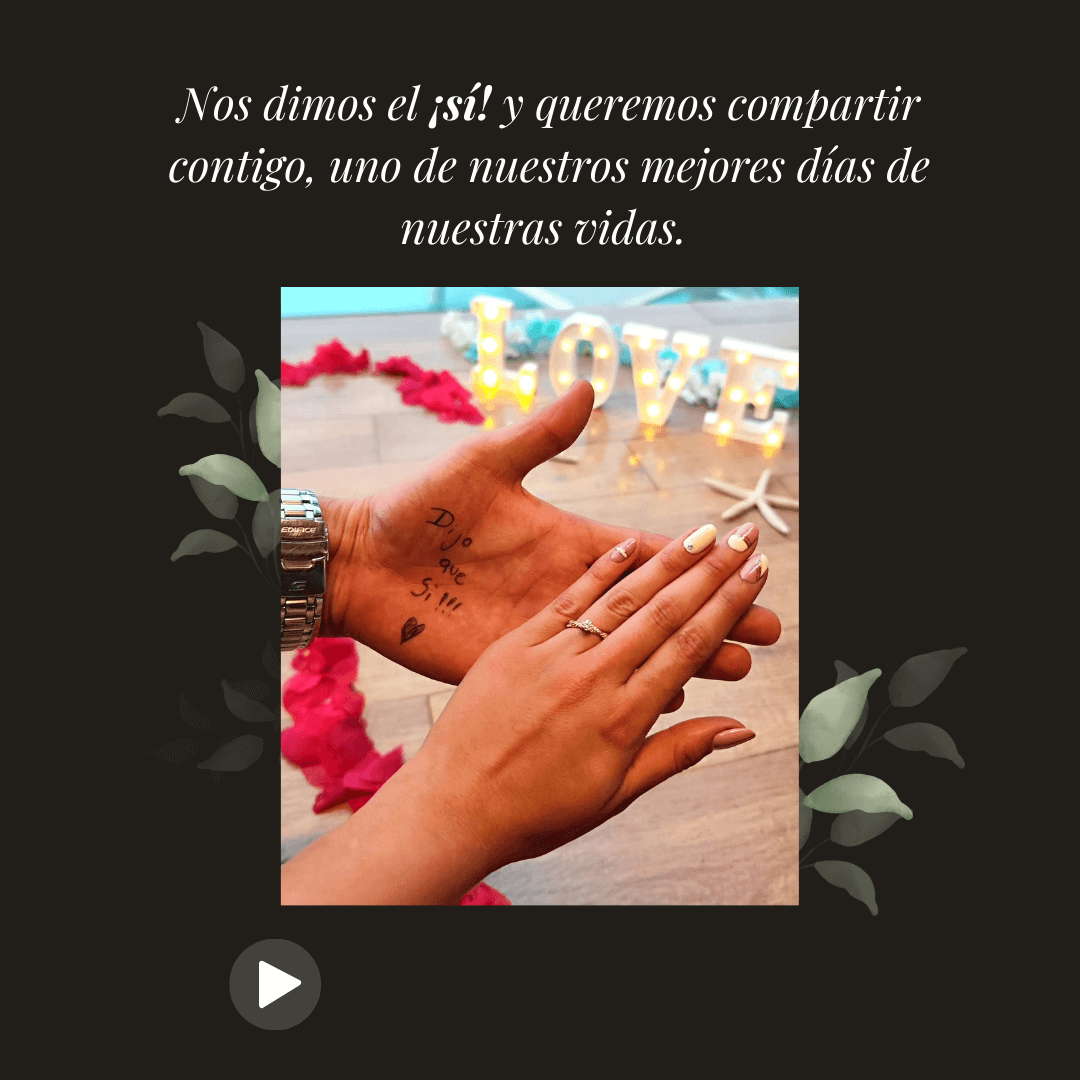 Nos dimos el ¡sí! y queremos compartir
contigo, uno de nuestros mejores días de
nuestras vidas.
LOVE
EDIFICE
Dijo
que
Si!!!